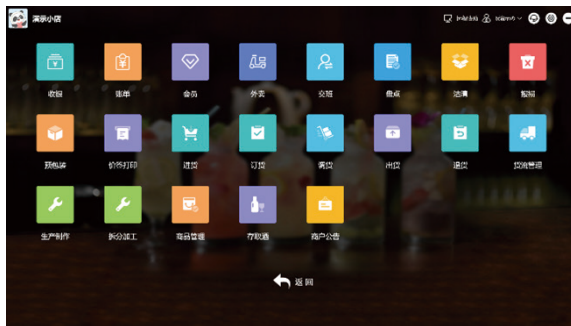 演示小店
收银 账单 会员 外卖 交班 盘点 沽清 报损
预包装 价签打印 进货 订货 调货 出货 退货 货流管理
生产制作 拆分加工 商品管理 存取酒 商户公告
返回